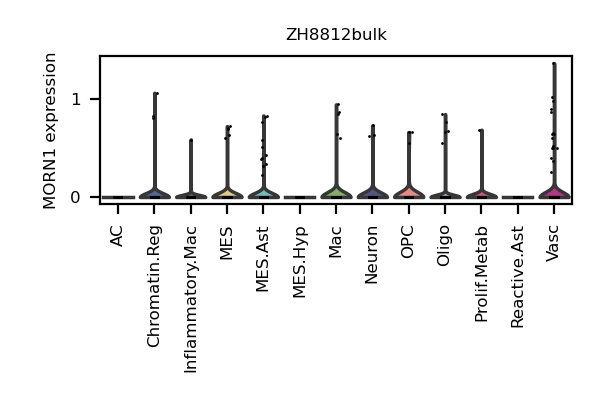 ZH8812bulk
MORN1 expression
1
0
AC
Chromatin.Reg
Inflammatory.Mac
MES
MES.Ast
MES.Hyp
Mac
Neuron
OPC
Oligo
Prolif.Metab
Reactive.Ast
Vasc